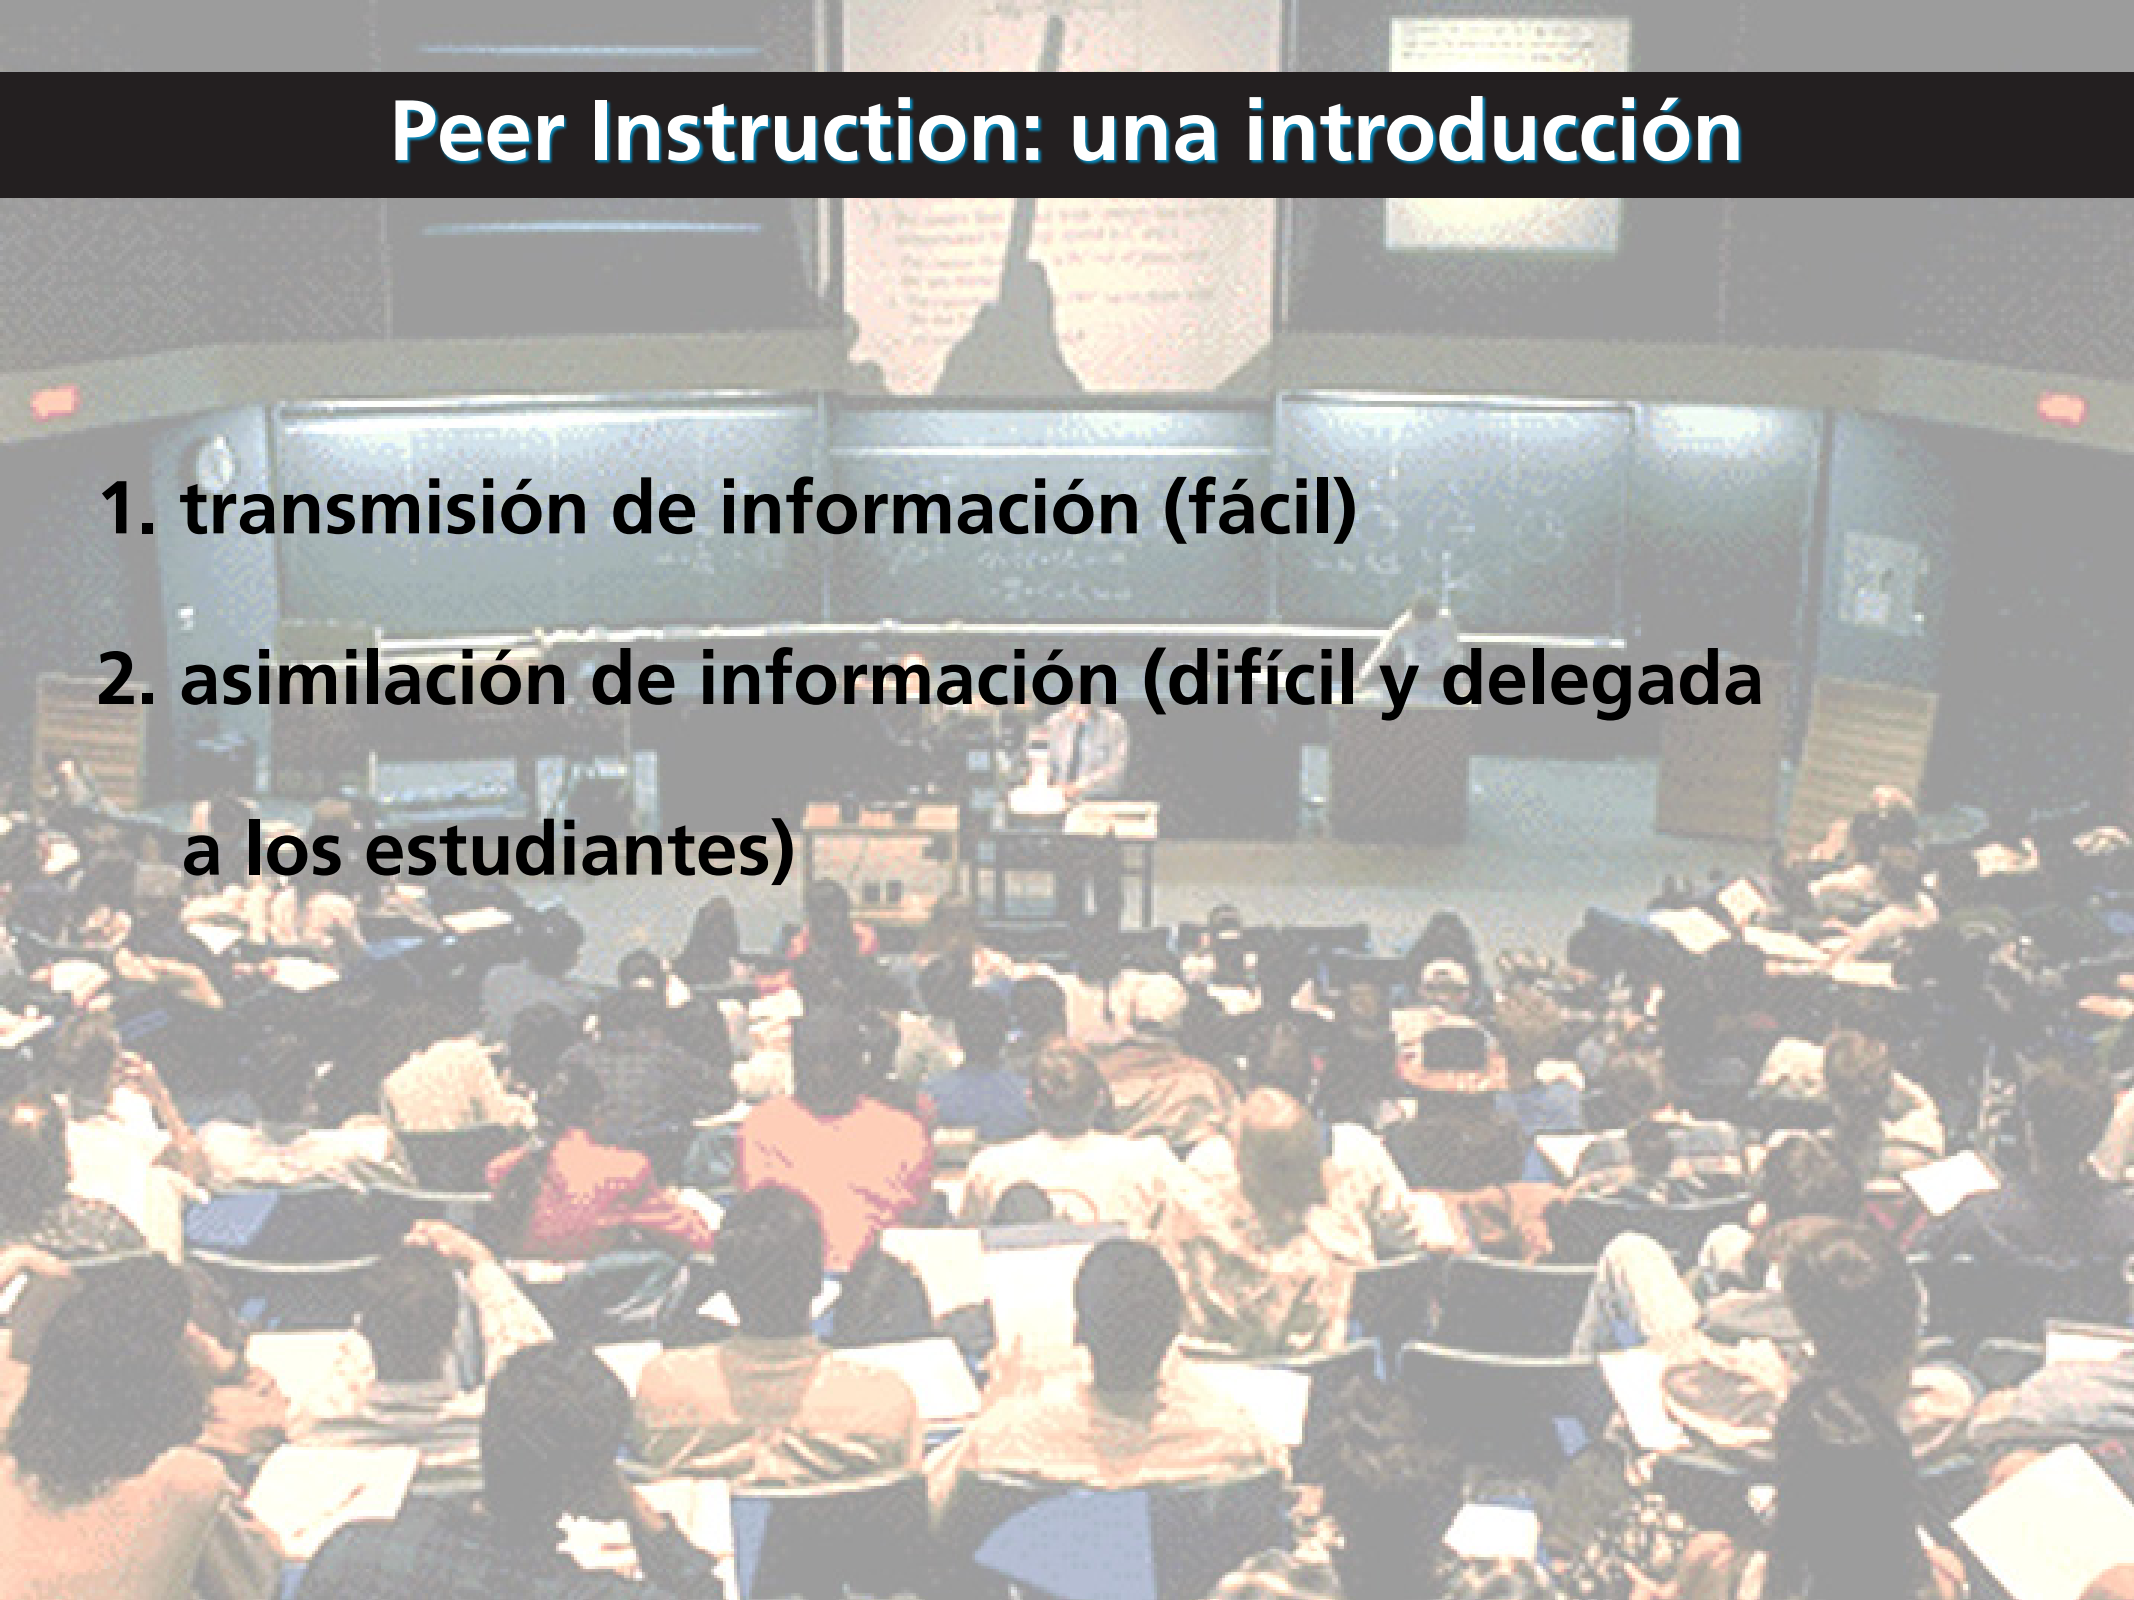 Peer Instruction: una introducción
1. transmisión de información (fácil)
2. asimilación de información (difícil y delegada
a los estudiantes)